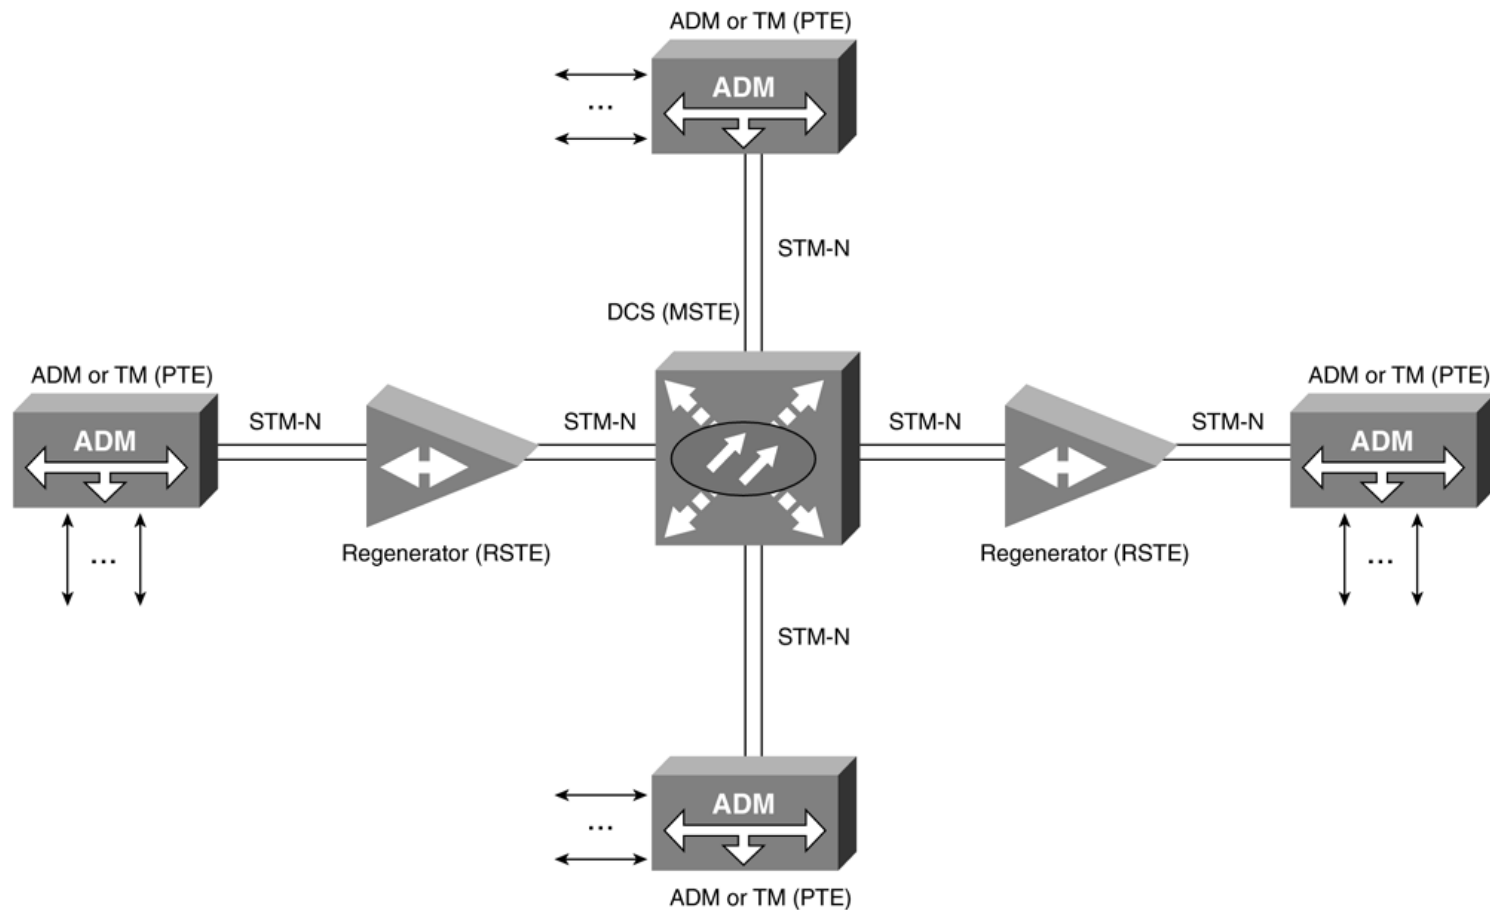 ADM or TM (PTE)
ADM
...
STM-N
DCS (MSTE)
ADM or TM (PTE)
ADM
...
STM-N
Regenerator (RSTE)
STM-N
STM-N
Regenerator (RSTE)
STM-N
ADM or TM (PTE)
ADM
...
STM-N
ADM
...
ADM or TM (PTE)